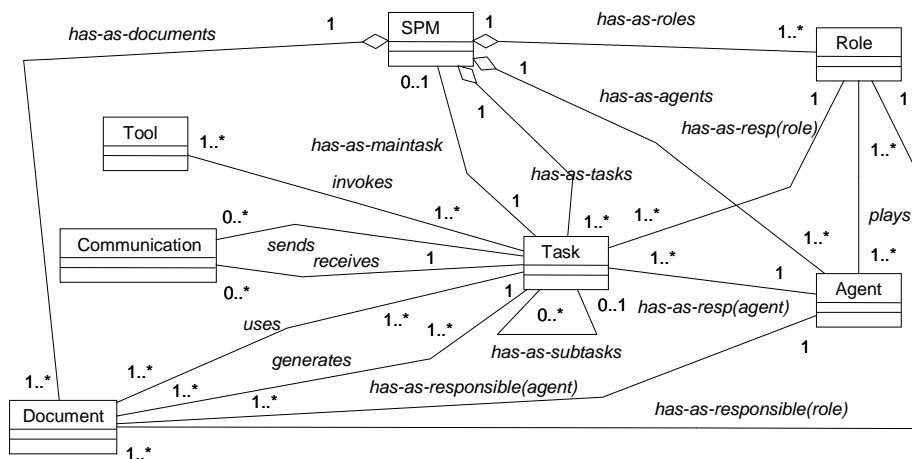 1
SPM
1
has-as-roles
has-as-documents
1..*
Role
1
0..1
1
has-as-agents
1
1
Tool
1..*
has-as-maintask
has-as-resp(role)
1..*
has-as-tasks
invokes
plays
0..*
1..*
1
1..*
1..*
Communication
sends
receives
1
Task
1..*
1..*
1..*
1
Agent
0..*
1
0..*
0..1
has-as-resp(agent)
uses
1..*
1..*
has-as-subtasks
1
generates
1..*
1..*
1..*
1..*
has-as-responsible(agent)
has-as-responsible(role)
Document
1..*